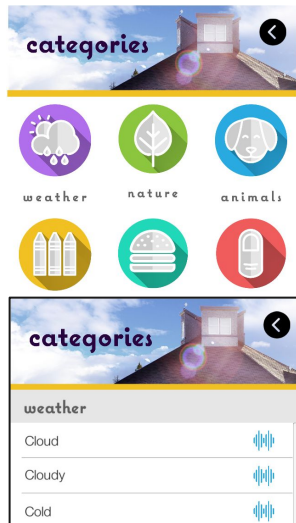 categories
weather nature animals
categories
weather
Cloud
Cloudy
Cold